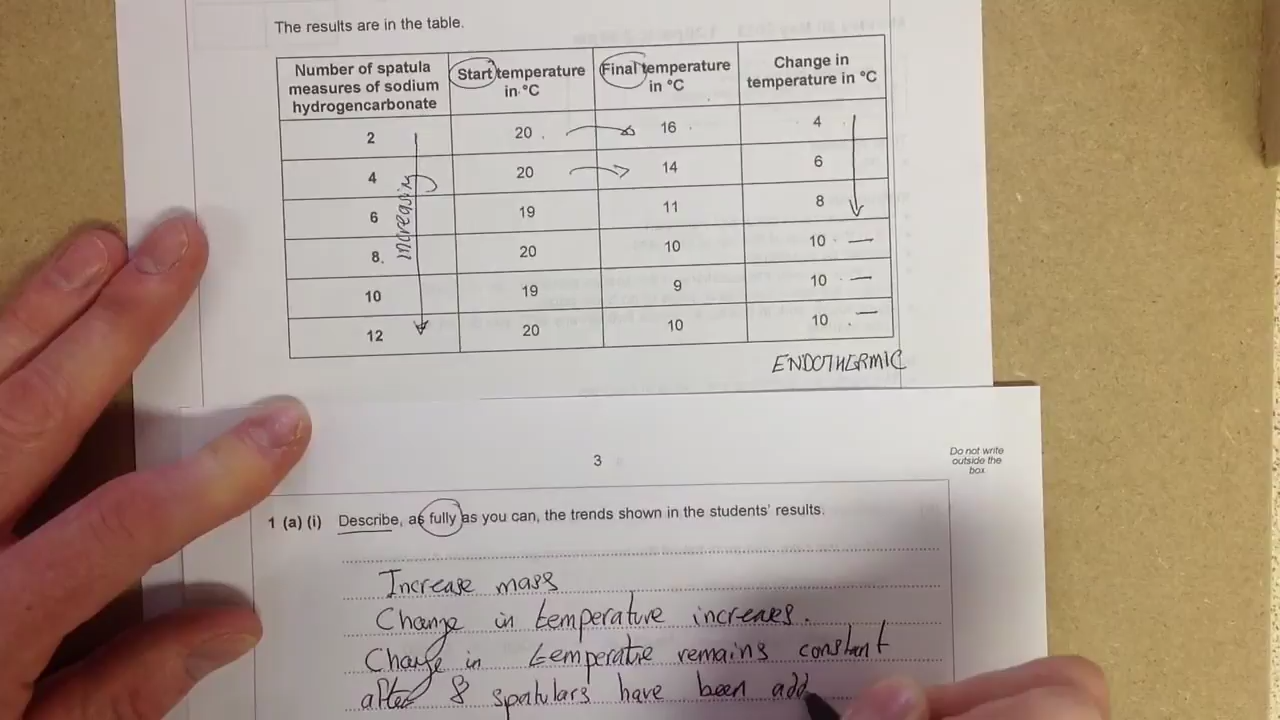 The results are in the table.
Number of spatula measures of sodium hydrogencarbonate Start temperature in °C Final temperature in °C Change in temperature in °C
2 20 16 4
4 20 14 6
6 19 11 8
8 20 10 10
10 19 9 10
12 20 10 10
increasing
ENDOTHERMIC
3
Do not write
outside the
box
1 (a) (i) Describe, as fully as you can, the trends shown in the students' results.
Increase mass
Change in temperature increases.
Change in temperature remains constant
after 8 spatulars have been add